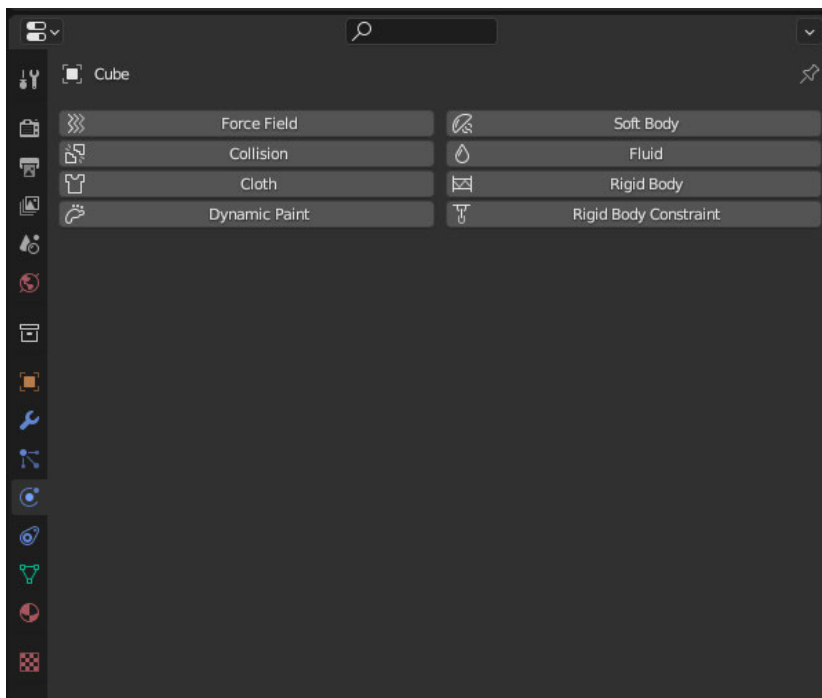 Cube
Force Field
Soft Body
Collision
Fluid
Cloth
Rigid Body
Dynamic Paint
Rigid Body Constraint